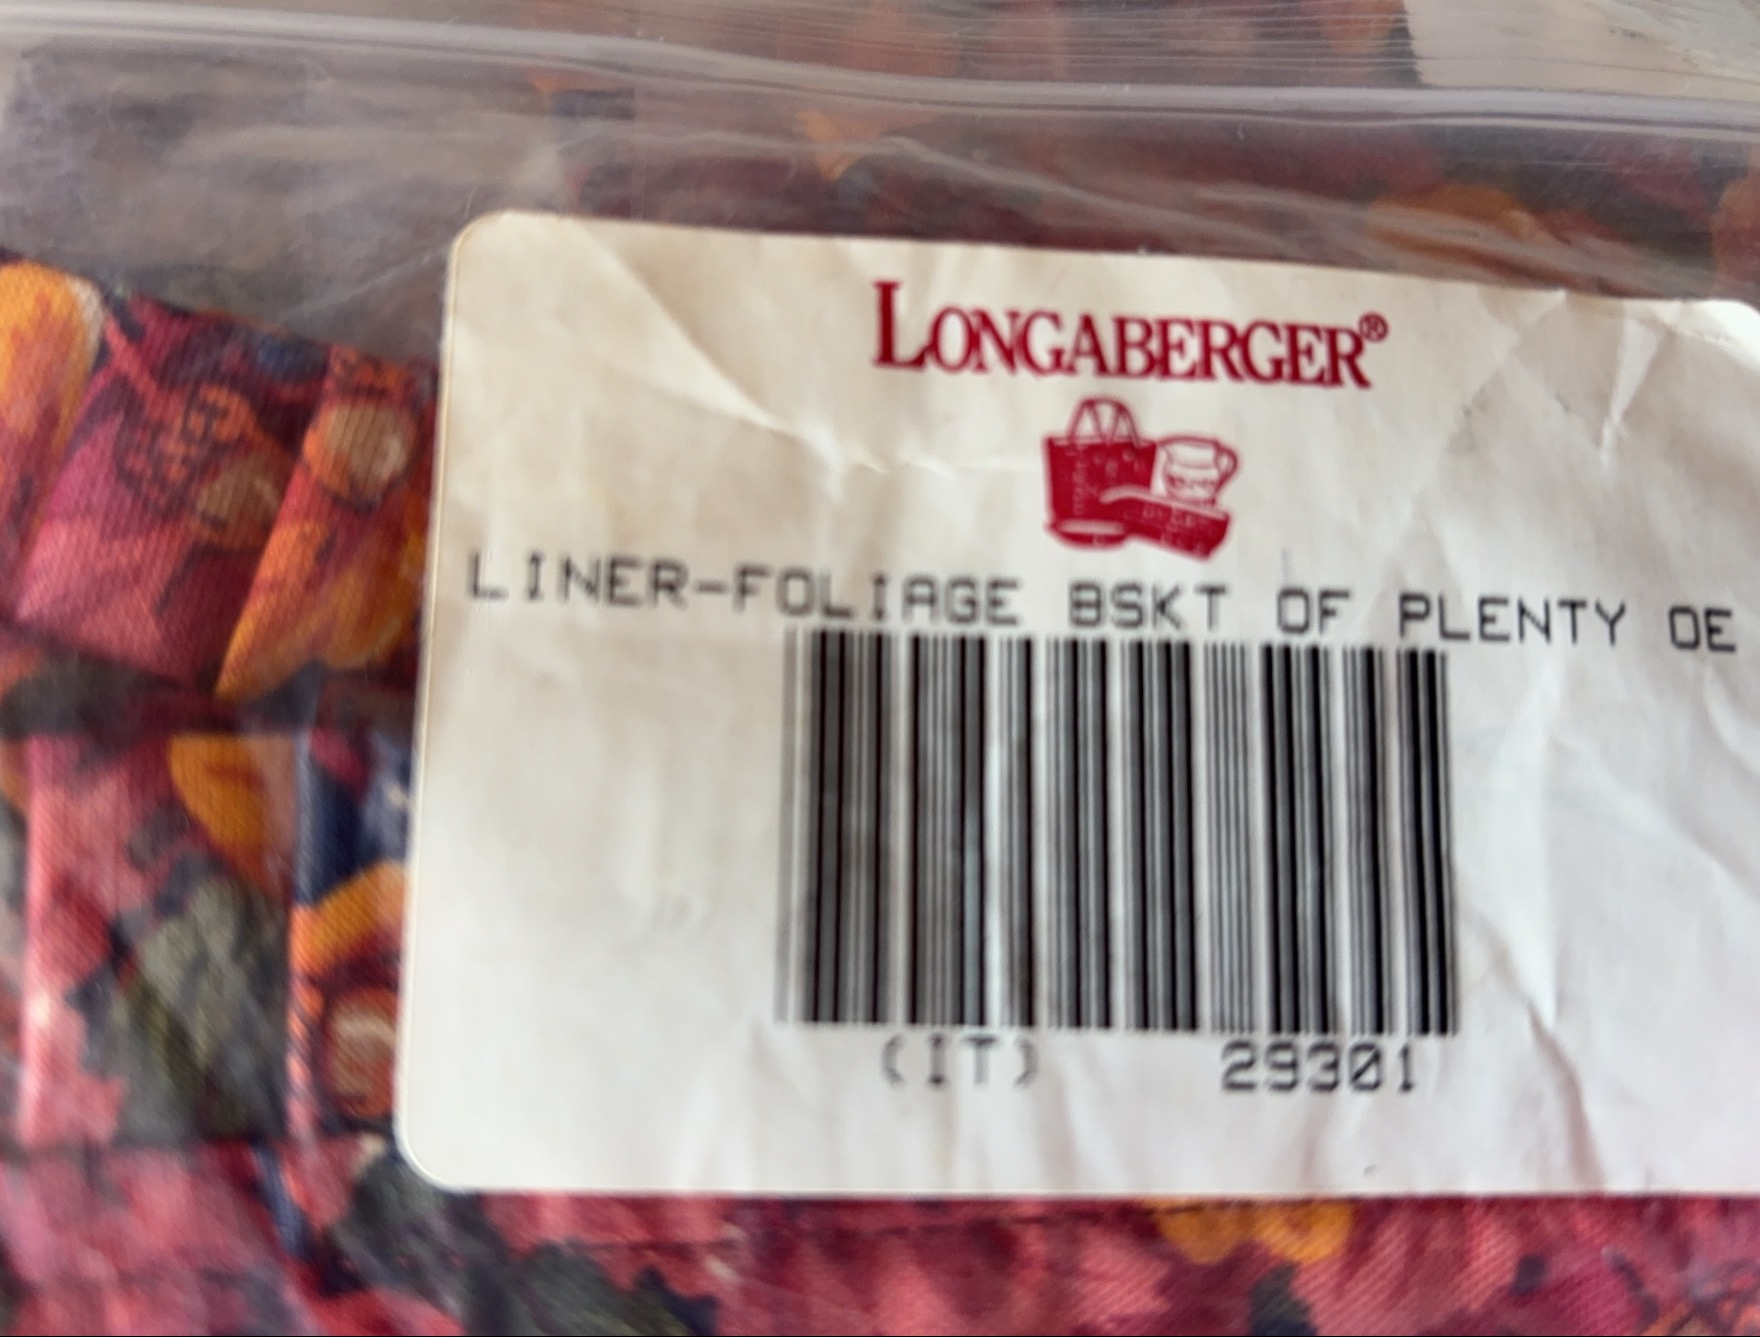 LONGABERGER®
LINER-FOLIAGE BSKT OF PLENTY OE
(IT) 29301